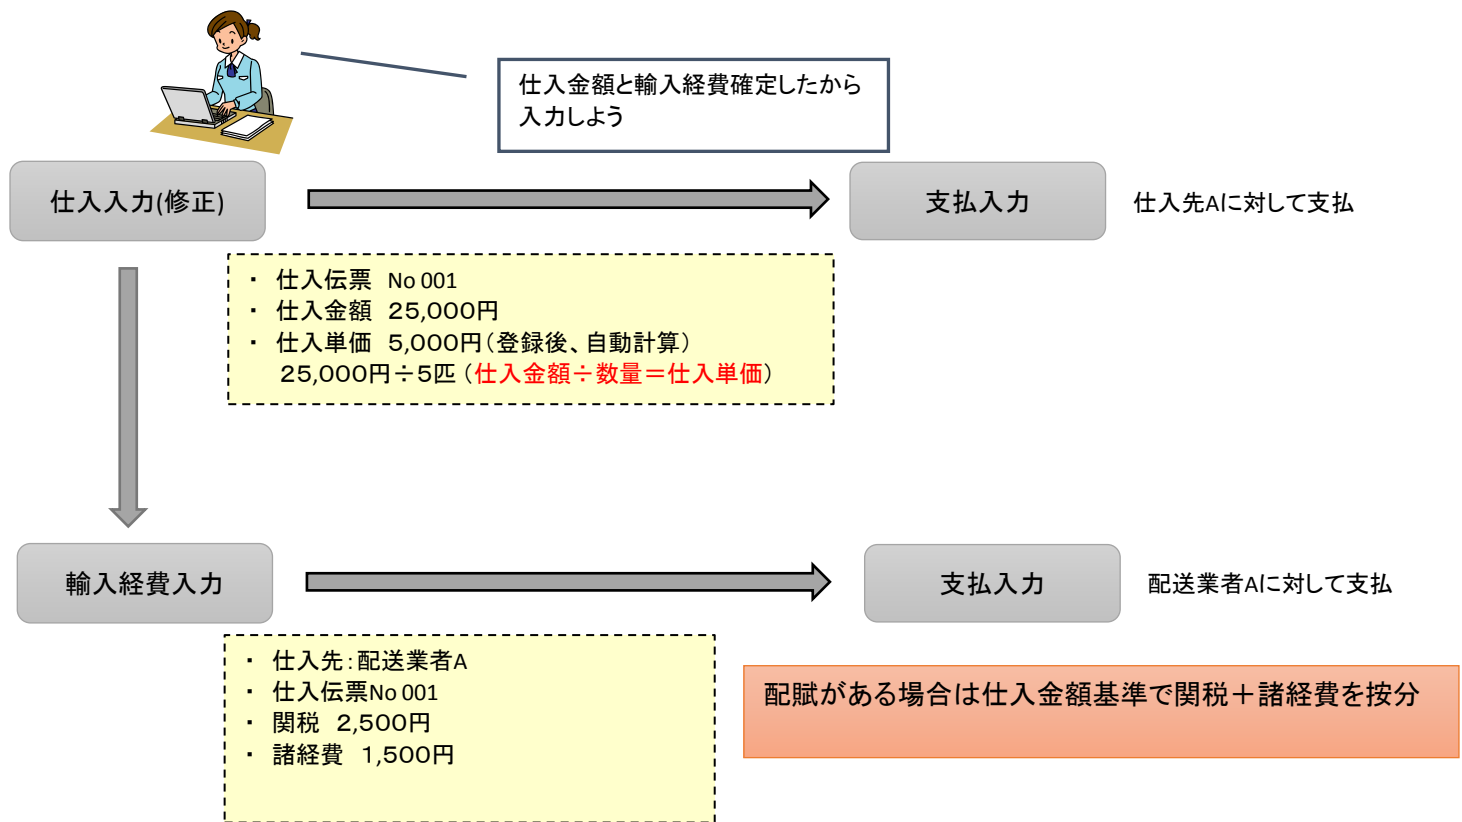 仕入金額と輸入経費確定したから
入力しよう
仕入入力(修正)
支払入力
仕入先Aに対して支払
・ 仕入伝票 No 001
・ 仕入金額 25,000円
・ 仕入単価 5,000円(登録後、自動計算)
25,000円÷5匹(仕入金額÷数量=仕入単価)
輸入経費入力
支払入力
配送業者Aに対して支払
・ 仕入先:配送業者A
・ 仕入伝票No 001
・ 関税 2,500円
・ 諸経費 1,500円
配賦がある場合は仕入金額基準で関税+諸経費を按分